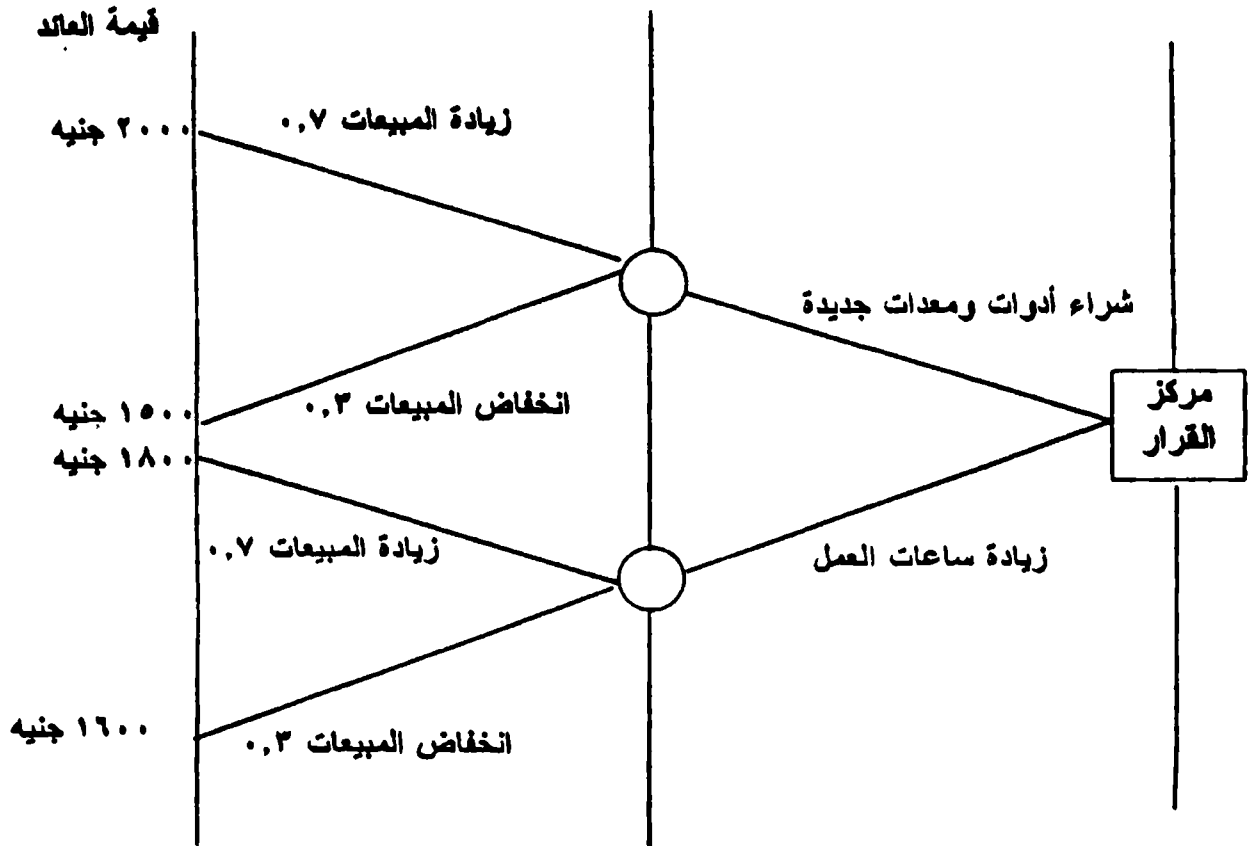 قيمة العائد
زيادة المبيعات ٠,٧
٢٠٠٠ جنيه
شراء أدوات ومعدات جديدة
مركز
القرار
انخفاض المبيعات ٠,٣
١٥٠٠ جنيه
١٨٠٠ جنيه
زيادة المبيعات ٠,٧
زيادة ساعات العمل
١٦٠٠ جنيه
انخفاض المبيعات ٠,٣